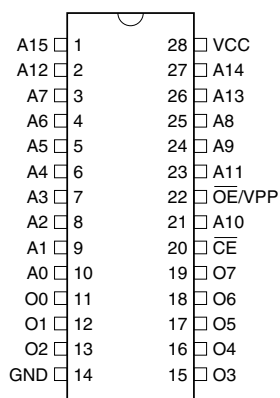 A15 1 28 VCC
A12 2 27 A14
A7 3 26 A13
A6 4 25 A8
A5 5 24 A9
A4 6 23 A11
A3 7 22 O̅E̅/VPP
A2 8 21 A10
A1 9 20 C̅E̅
A0 10 19 O7
O0 11 18 O6
O1 12 17 O5
O2 13 16 O4
GND 14 15 O3